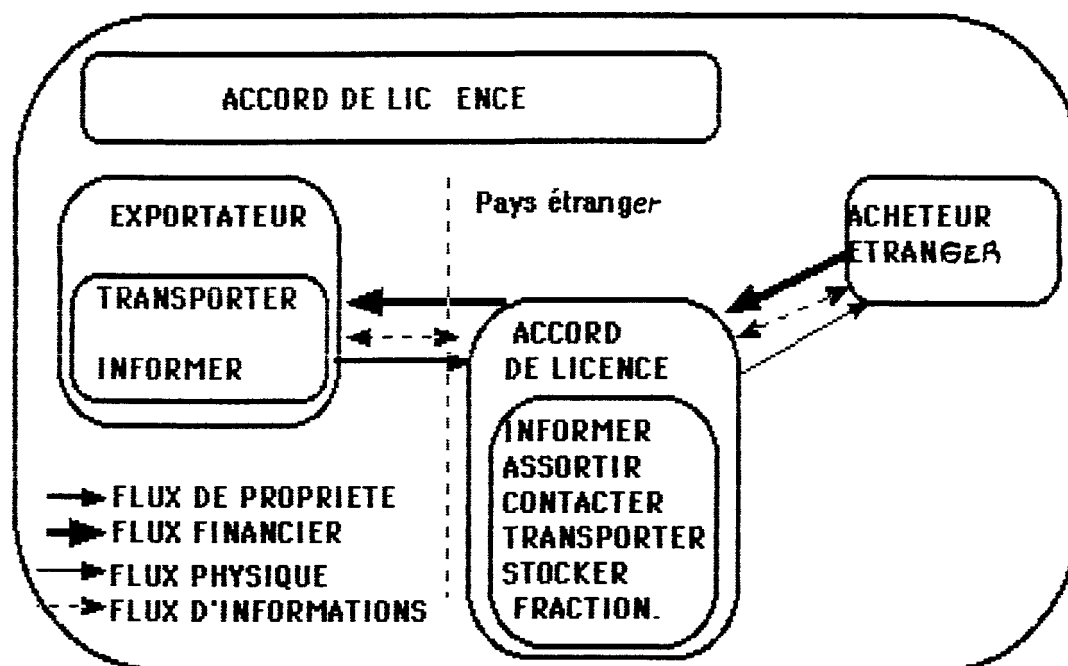 ACCORD DE LIC ENCE
EXPORTATEUR
TRANSPORTER
INFORMER
Pays étranger
ACHETEUR
ETRANGER
ACCORD
DE LICENCE
INFORMER
ASSORTIR
CONTACTER
TRANSPORTER
STOCKER
FRACTION.
FLUX DE PROPRIETE
FLUX FINANCIER
FLUX PHYSIQUE
FLUX D'INFORMATIONS